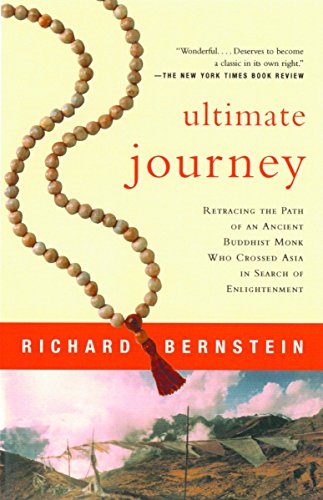 “Wonderful. . . . Deserves to become
a classic in its own right.”
—THE NEW YORK TIMES BOOK REVIEW
ultimate
journey
Retracing the Path
of an Ancient
Buddhist Monk
Who Crossed Asia
in Search of
Enlightenment
RICHARD BERNSTEIN